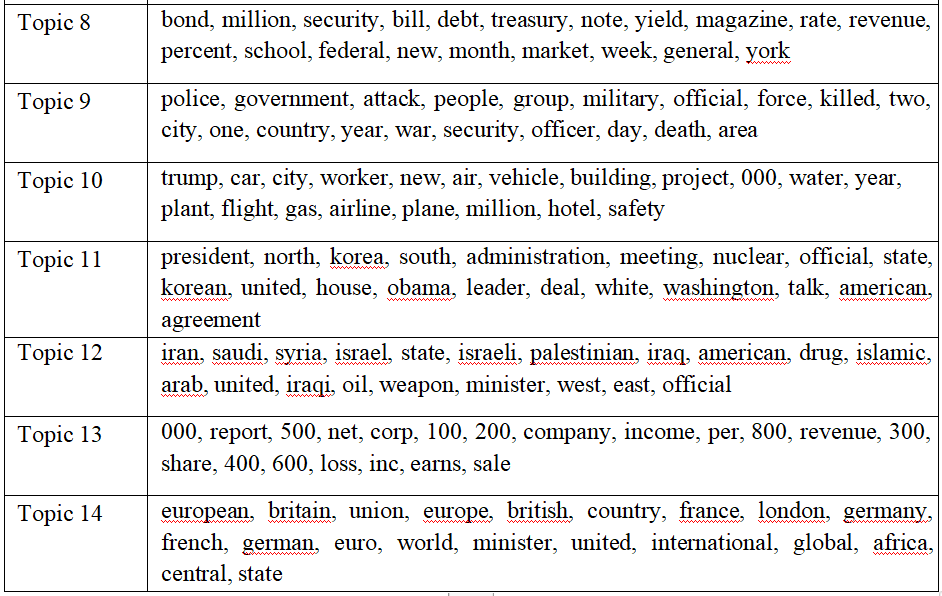 Topic 8
bond, million, security, bill, debt, treasury, note, yield, magazine, rate, revenue,
percent, school, federal, new, month, market, week, general, york
Topic 9
police, government, attack, people, group, military, official, force, killed, two,
city, one, country, year, war, security, officer, day, death, area
Topic 10
trump, car, city, worker, new, air, vehicle, building, project, 000, water, year,
plant, flight, gas, airline, plane, million, hotel, safety
Topic 11
president, north, korea, south, administration, meeting, nuclear, official, state,
korean, united, house, obama, leader, deal, white, washington, talk, american,
agreement
Topic 12
iran, saudi, syria, israel, state, israeli, palestinian, iraq, american, drug, islamic,
arab, united, iraqi, oil, weapon, minister, west, east, official
Topic 13
000, report, 500, net, corp, 100, 200, company, income, per, 800, revenue, 300,
share, 400, 600, loss, inc, earns, sale
Topic 14
european, britain, union, europe, british, country, france, london, germany,
french, german, euro, world, minister, united, international, global, africa,
central, state